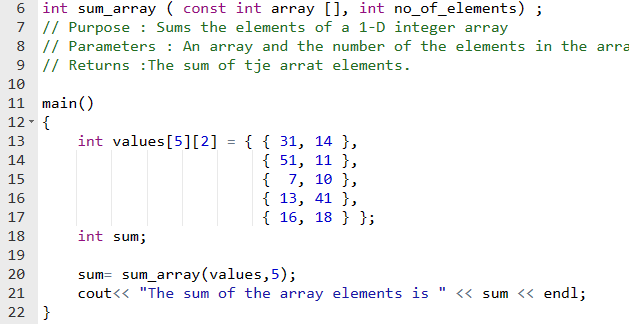 6 int sum_array ( const int array [], int no_of_elements) ;
7 // Purpose : Sums the elements of a 1-D integer array
8 // Parameters : An array and the number of the elements in the arra
9 // Returns :The sum of tje arrat elements.
10
11 main()
12 {
13 int values[5][2] = { { 31, 14 },
14 { 51, 11 },
15 { 7, 10 },
16 { 13, 41 },
17 { 16, 18 } };
18 int sum;
19
20 sum= sum_array(values,5);
21 cout<< "The sum of the array elements is " << sum << endl;
22 }